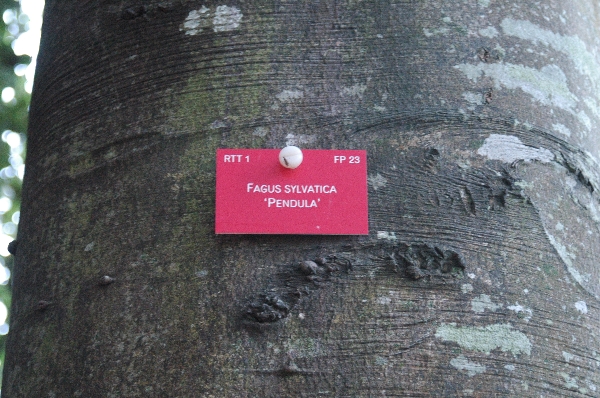 RTT 1 FP 23
FAGUS SYLVATICA
‘PENDULA’